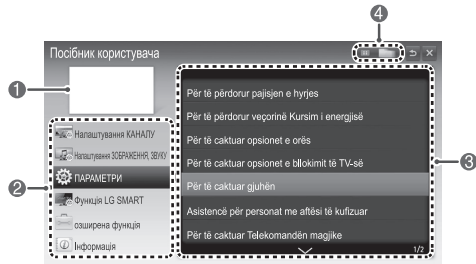 4
Посібник користувача
1
Për të përdorur pajisjen e hyrjes
Për të përdorur veçorinë Kursim i energjisë
Për të caktuar opsionet e orës
Për të caktuar opsionet e bllokimit të TV-së
Për të caktuar gjuhën
Asistencë për personat me aftësi të kufizuar
Për të caktuar Telekomandën magjike
1/2
3
2
Налаштування КАНАЛУ
Налаштування ЗОБРАЖЕННЯ, ЗВУКУ
ПАРАМЕТРИ
Функція LG SMART
озширена функція
Інформація